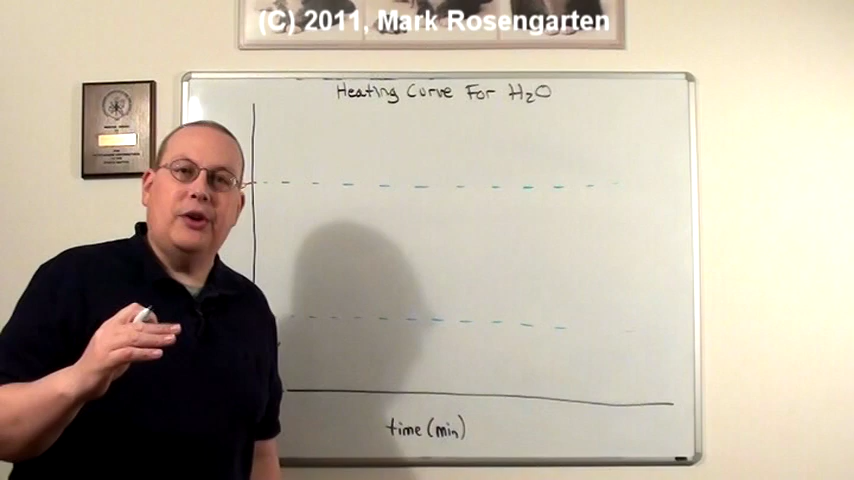 (C) 2011, Mark Rosengarten
Heating Curve For H₂O
time (min)